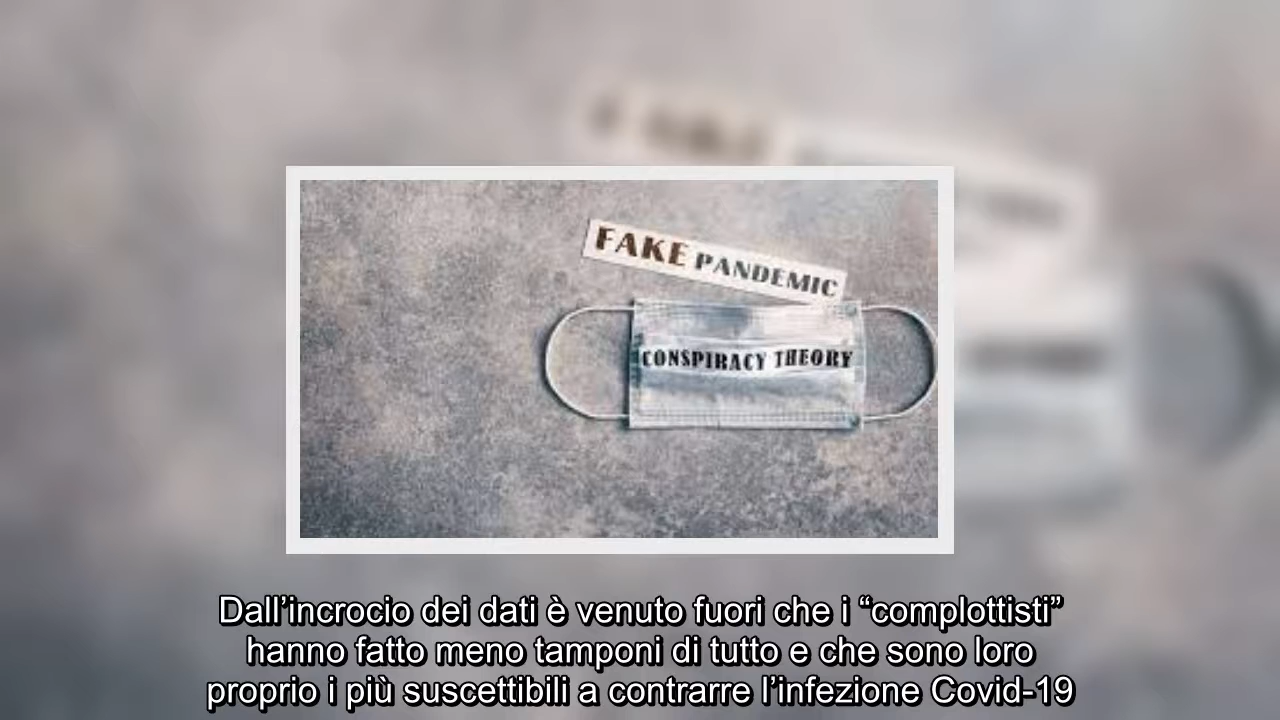 FAKE PANDEMIC
CONSPIRACY THEORY
Dall’incrocio dei dati è venuto fuori che i “complottisti”
hanno fatto meno tamponi di tutto e che sono loro
proprio i più suscettibili a contrarre l’infezione Covid-19